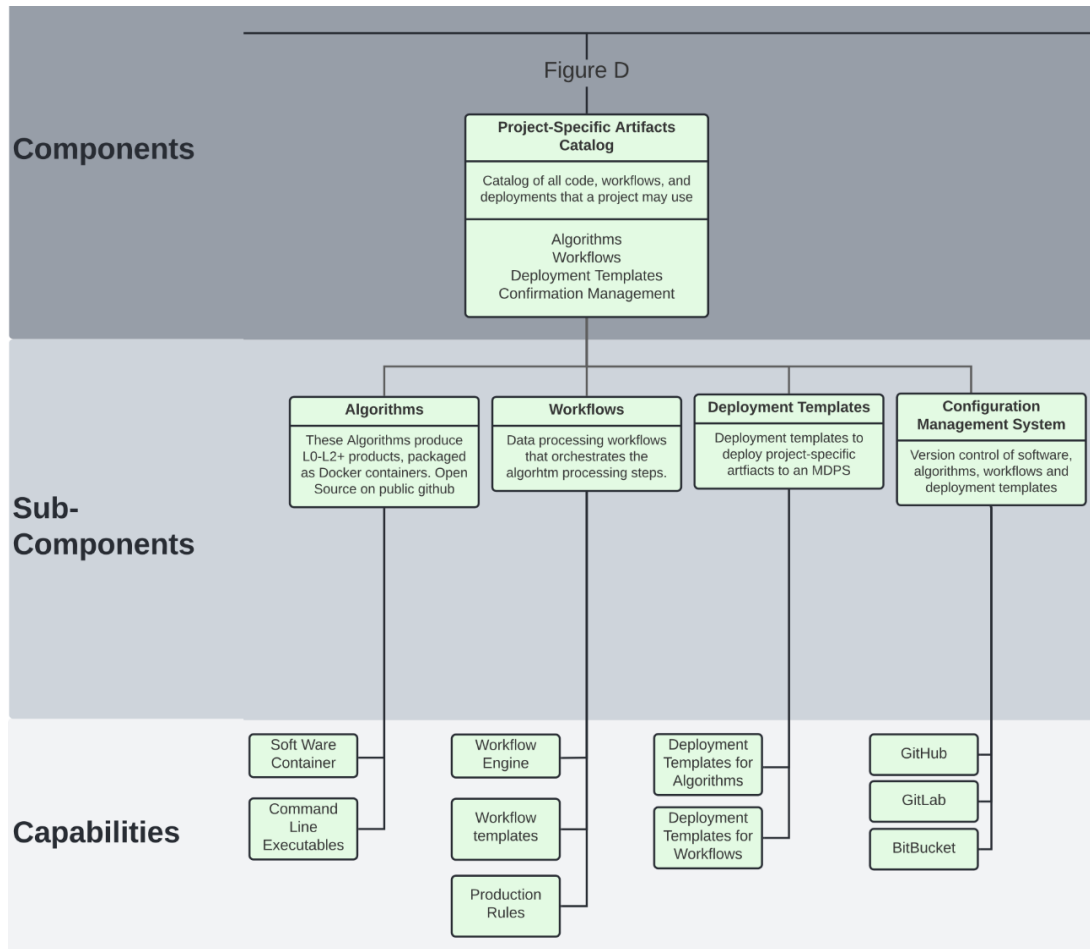 Figure D
Components
Project-Specific Artifacts
Catalog
Catalog of all code, workflows, and
deployments that a project may use
Algorithms
Workflows
Deployment Templates
Confirmation Management
Sub-
Components
Algorithms
These Algorithms produce
L0-L2+ products, packaged
as Docker containers. Open
Source on public github
Workflows
Data processing workflows
that orchestrates the
algorhtm processing steps.
Deployment Templates
Deployment templates to
deploy project-specific
artfiacts to an MDPS
Configuration
Management System
Version control of software,
algorithms, workflows and
deployment templates
Capabilities
Soft Ware
Container
Command
Line
Executables
Workflow
Engine
Workflow
templates
Production
Rules
Deployment
Templates for
Algorithms
Deployment
Templates for
Workflows
GitHub
GitLab
BitBucket